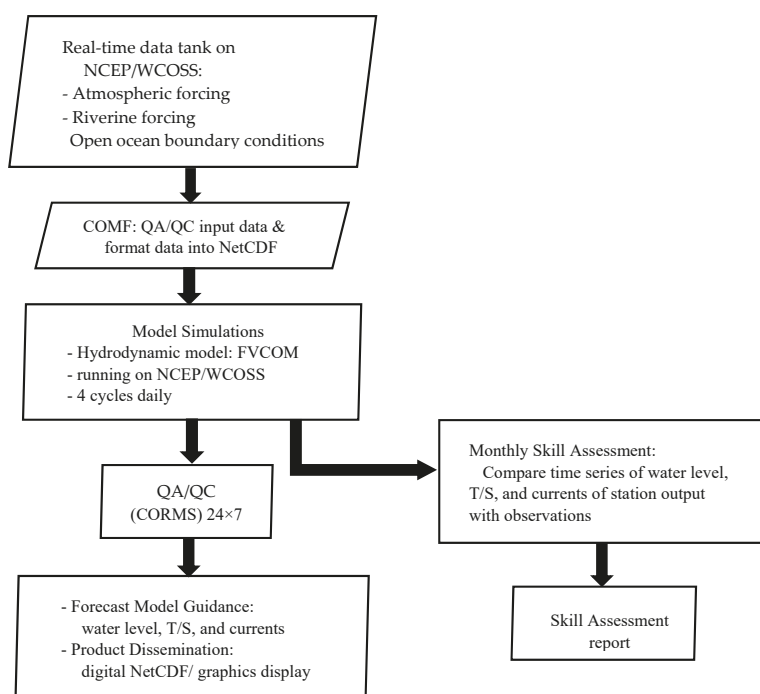 Real-time data tank on
NCEP/WCOSS:
- Atmospheric forcing
- Riverine forcing
Open ocean boundary conditions
COMF: QA/QC input data &
format data into NetCDF
Model Simulations
- Hydrodynamic model: FVCOM
- running on NCEP/WCOSS
- 4 cycles daily
QA/QC
(CORMS) 24×7
- Forecast Model Guidance:
water level, T/S, and currents
- Product Dissemination:
digital NetCDF/ graphics display
Monthly Skill Assessment:
Compare time series of water level,
T/S, and currents of station output
with observations
Skill Assessment
report